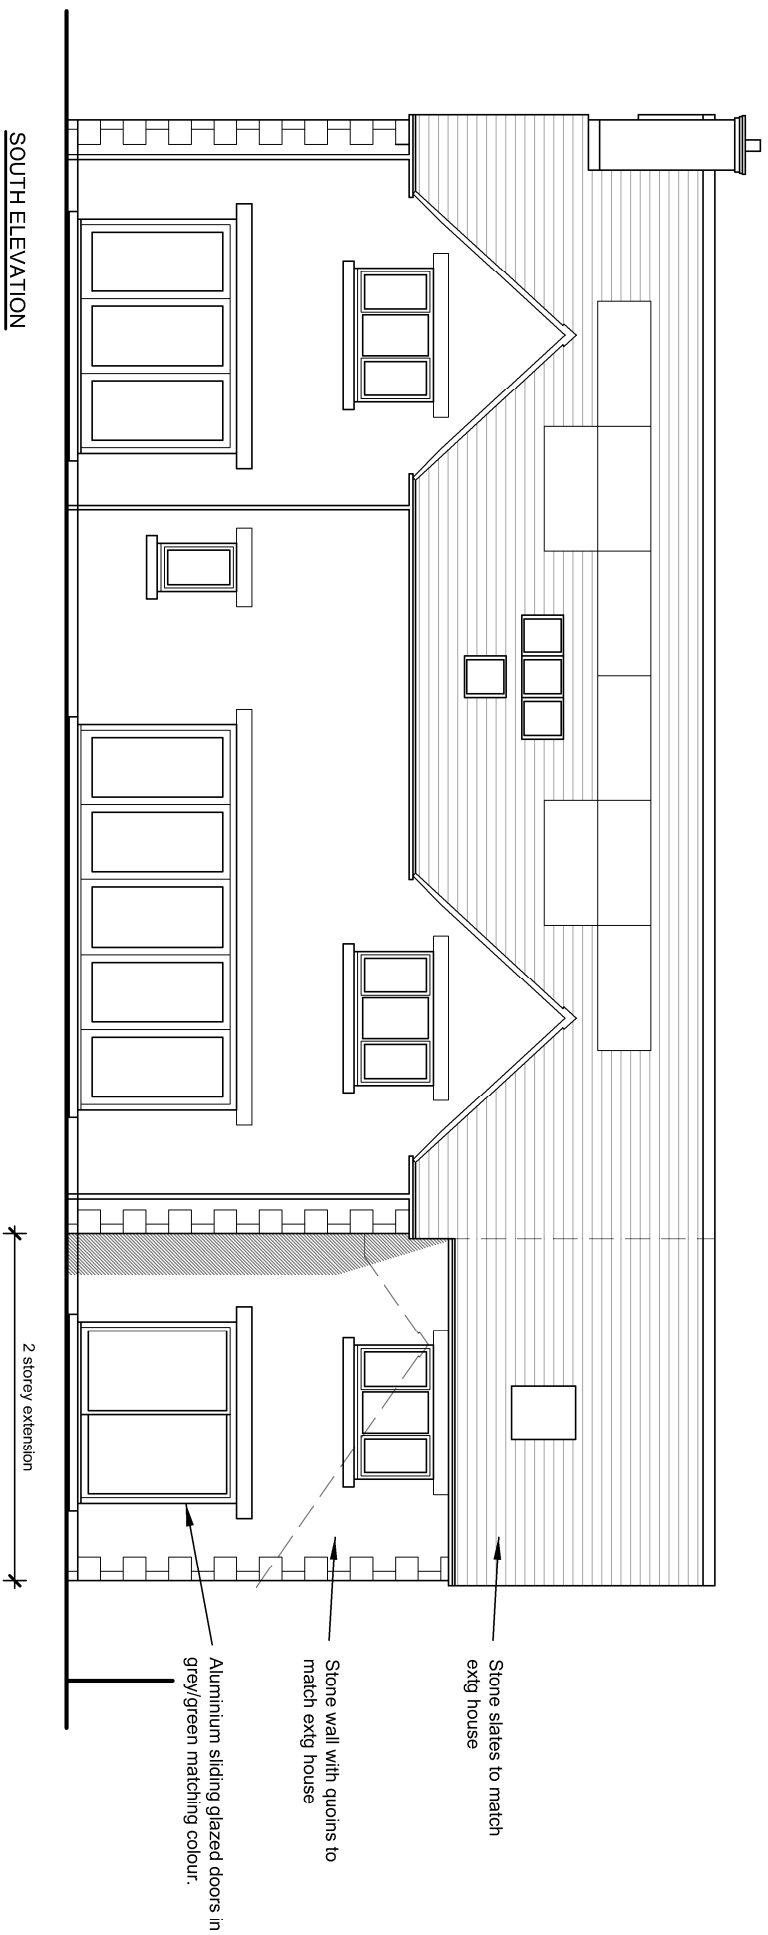 Stone slates to match
extg house
Stone wall with quoins to
match extg house
Aluminium sliding glazed doors in
grey/green matching colour.
2 storey extension
SOUTH ELEVATION